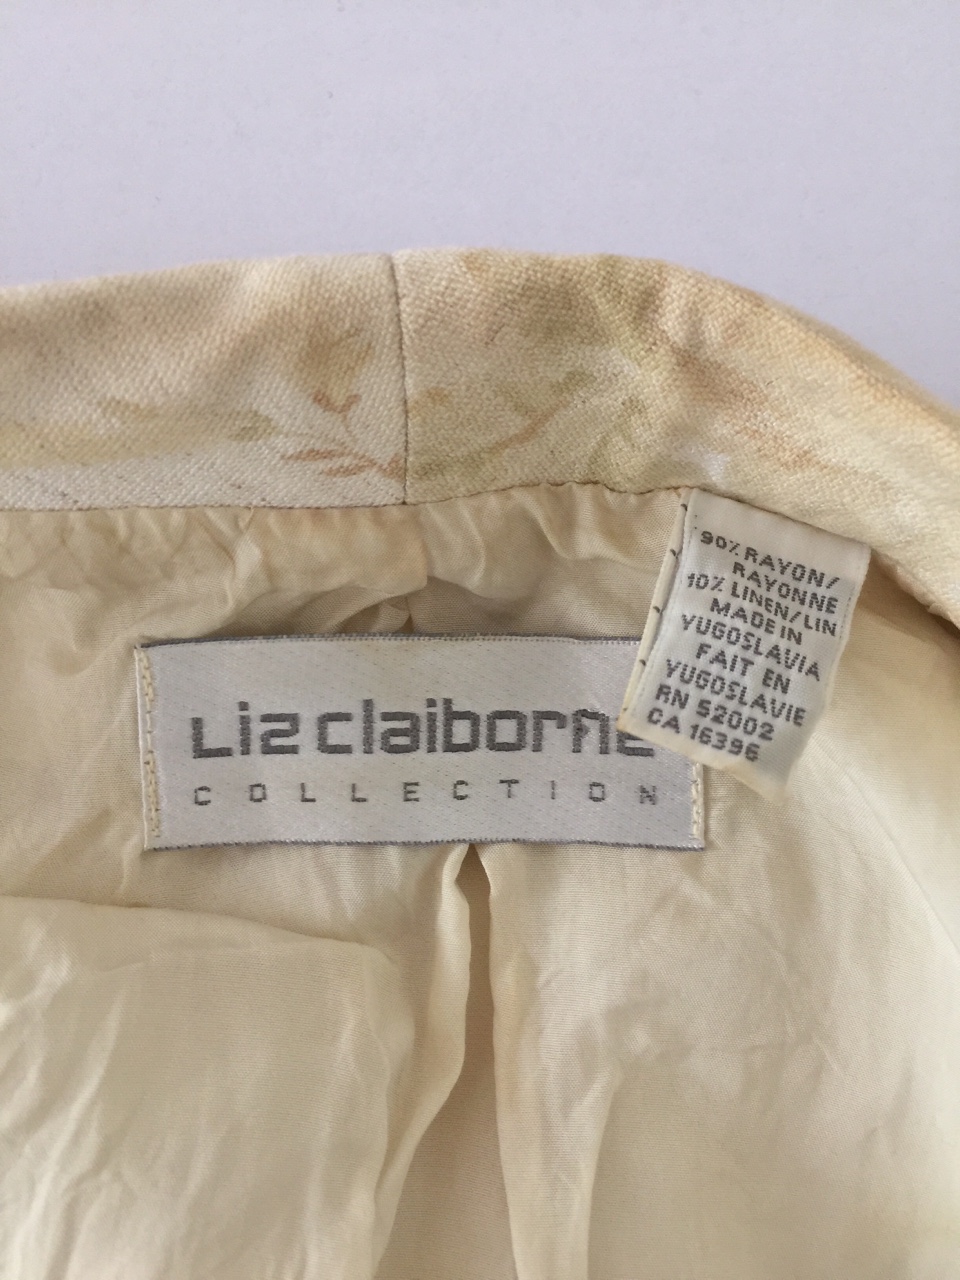 Liz claiborne
COLLECTION
90% RAYON/
RAYONNE
10% LINEN/LIN
MADE IN
YUGOSLAVIA
FAIT EN
YUGOSLAVIE
RN 52002
CA 16396